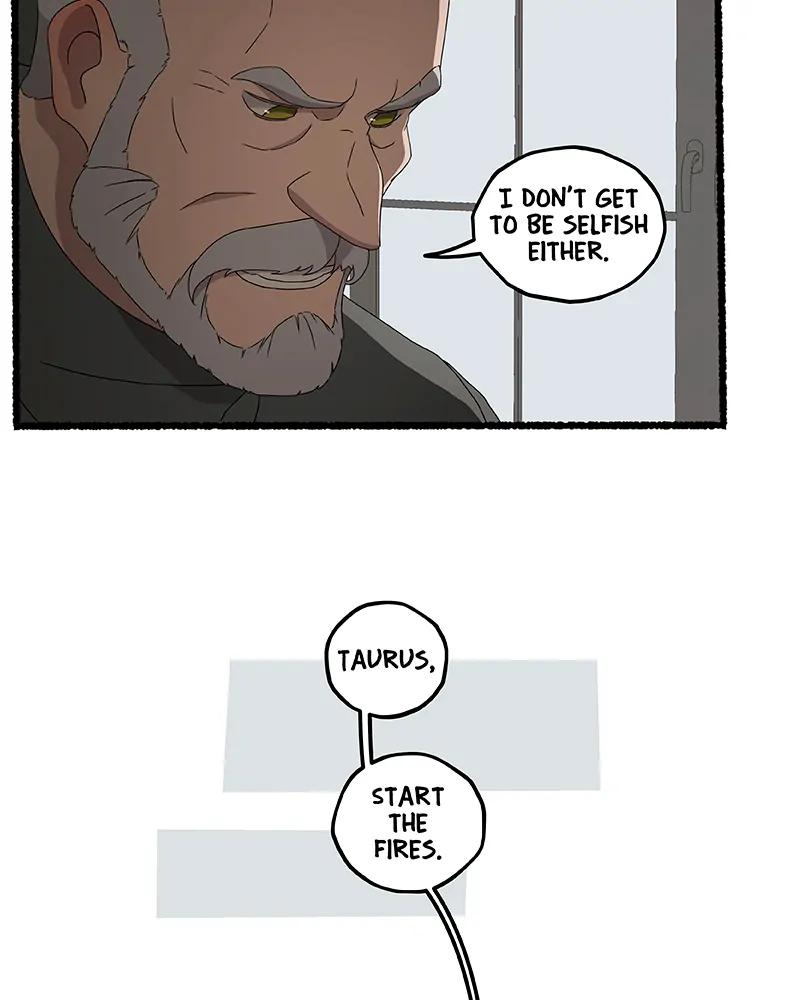 I DON'T GET
TO BE SELFISH
EITHER.
TAURUS,
START
THE
FIRES.